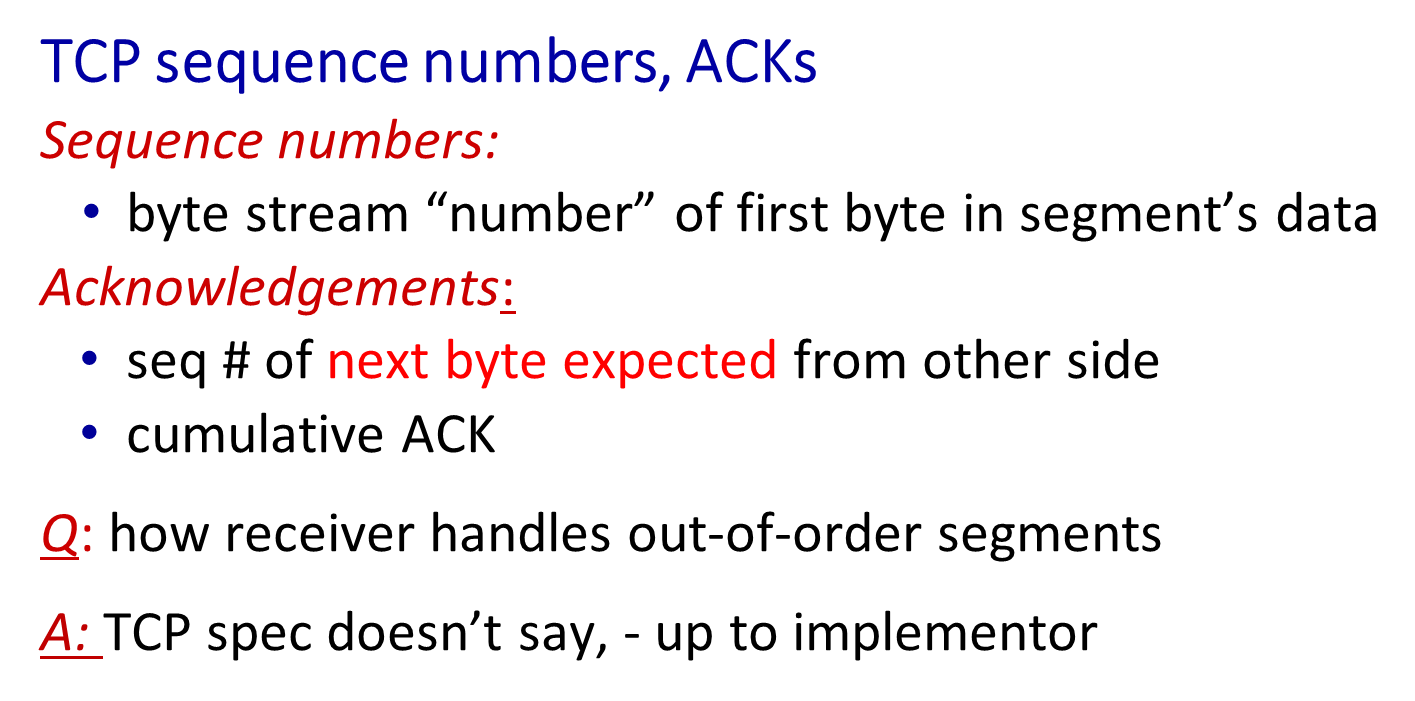 TCP sequence numbers, ACKs
Sequence numbers:
• byte stream “number” of first byte in segment’s data
Acknowledgements:
• seq # of next byte expected from other side
• cumulative ACK
Q: how receiver handles out-of-order segments
A: TCP spec doesn’t say, - up to implementor